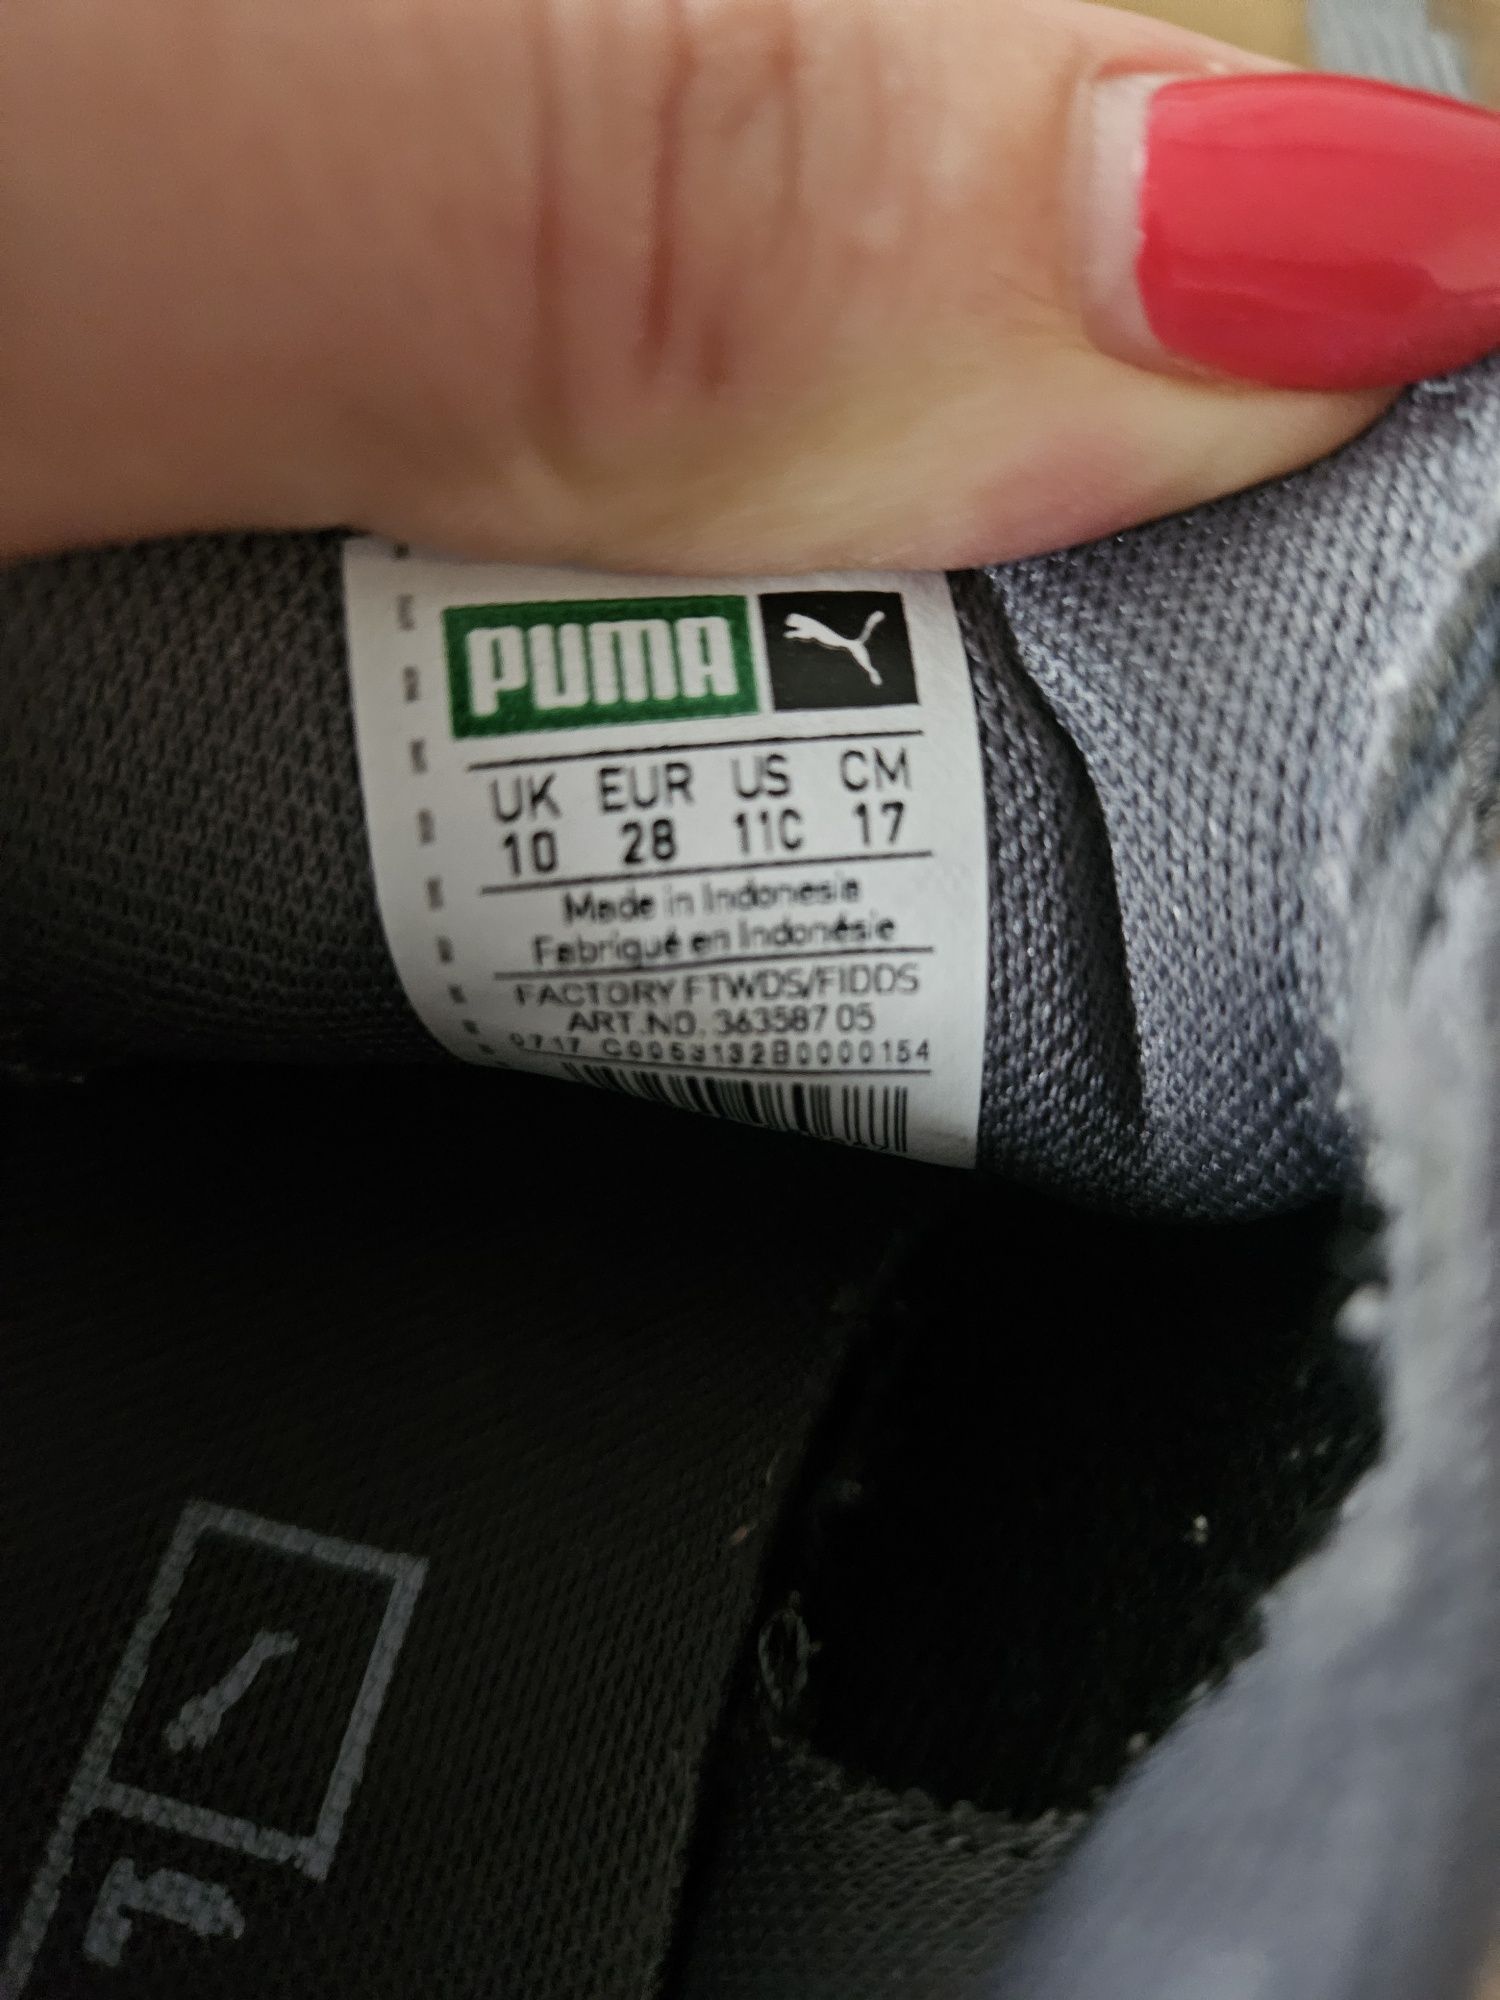 PUMA
UK EUR US CM
10 28 11C 17
Made in Indonesia
Fabriqué en Indonésie
FACTORY FTWDS/FIDDS
ART.NO. 363587 05
0717